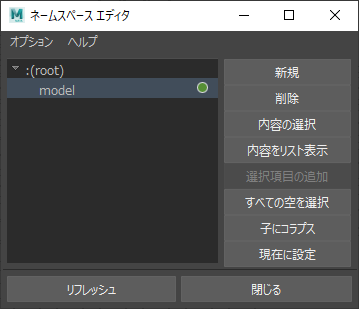 ネームスペース エディタ
オプション ヘルプ
:(root)
model
新規
削除
内容の選択
内容をリスト表示
選択項目の追加
すべての空を選択
子にコラプス
現在に設定
リフレッシュ
閉じる